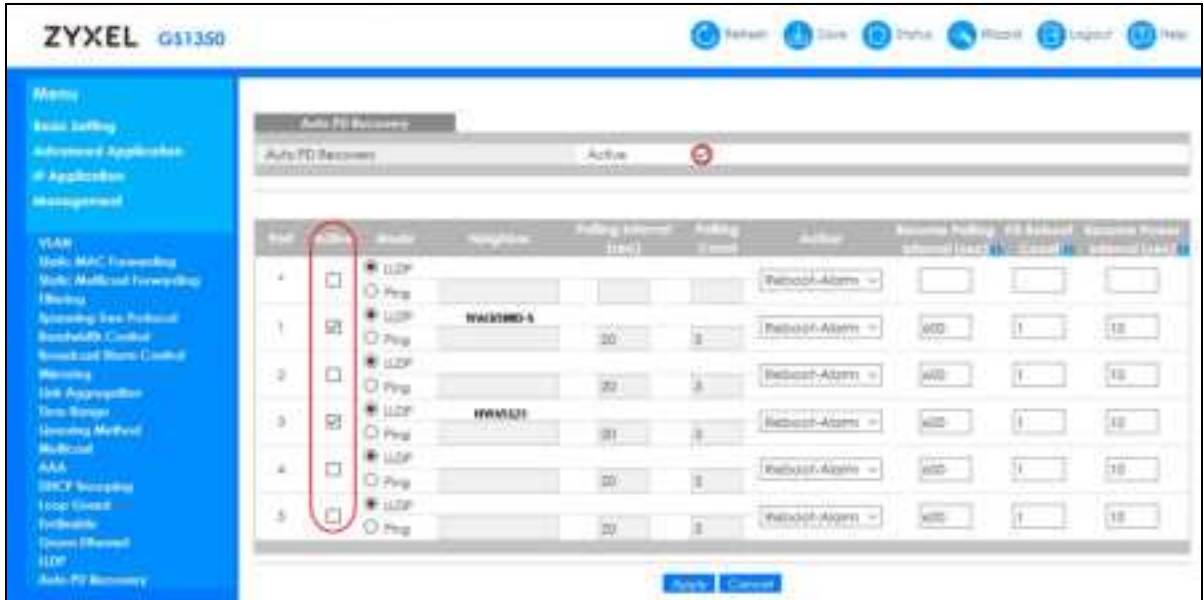 ZYXEL GS1350
Refresh Save Status Wizard Logout Help
Menu
Basic Setting
Advanced Application
IP Application
Management
VLAN
Static MAC Forwarding
Static Multicast Forwarding
Filtering
Spanning Tree Protocol
Bandwidth Control
Broadcast Storm Control
Mirroring
Link Aggregation
Time Range
Queuing Method
Multicast
AAA
DHCP Snooping
Loop Guard
Errdisable
Green Ethernet
LLDP
Auto PD Recovery
Auto PD Recovery
Auto PD Recovery Active
Port Active Mode Neighbor Polling Interval (sec) Polling Count Action Resume Polling Interval (sec) PD Reboot Count Resume Power Interval (sec)
* LLDP Ping Reboot-Alarm
1 LLDP Ping 20 3 Reboot-Alarm 600 1 10
2 LLDP Ping 20 3 Reboot-Alarm 600 1 10
3 LLDP Ping 20 3 Reboot-Alarm 600 1 10
4 LLDP Ping 20 3 Reboot-Alarm 600 1 10
5 LLDP Ping 20 3 Reboot-Alarm 600 1 10
Apply Cancel